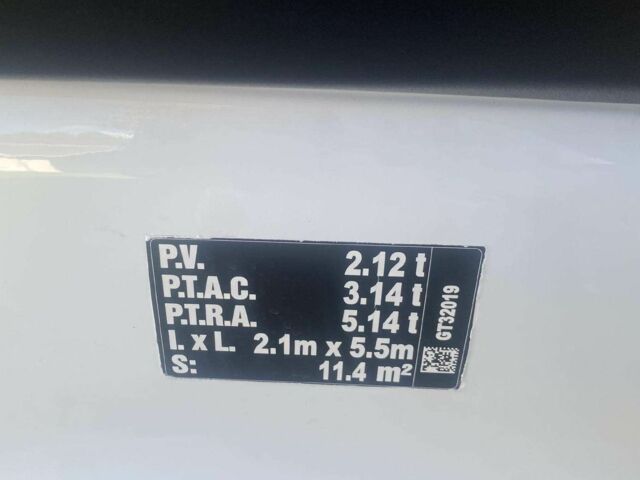 P.V. 2.12 t
P.T.A.C. 3.14 t
P.T.R.A. 5.14 t
I. x L. 2.1m x 5.5m
S: 11.4 m²
GT32019